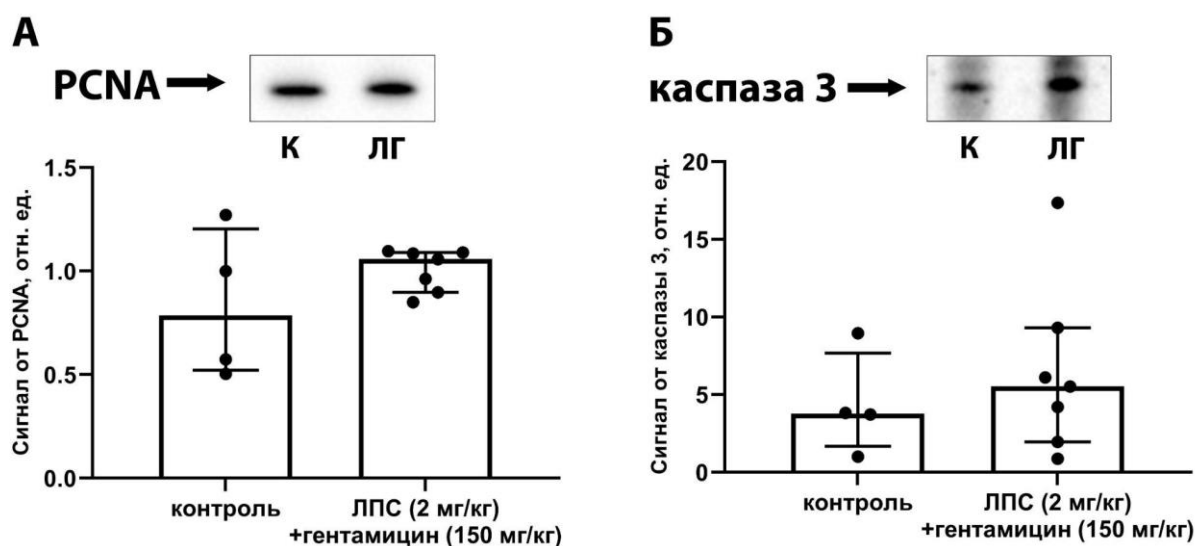 А
PCNA
К ЛГ
Сигнал от PCNA, отн. ед.
1.5
1.0
0.5
0.0
контроль
ЛПС (2 мг/кг)
+гентамицин (150 мг/кг)
Б
каспаза 3
К ЛГ
Сигнал от каспазы 3, отн. ед.
20
15
10
5
0
контроль
ЛПС (2 мг/кг)
+гентамицин (150 мг/кг)